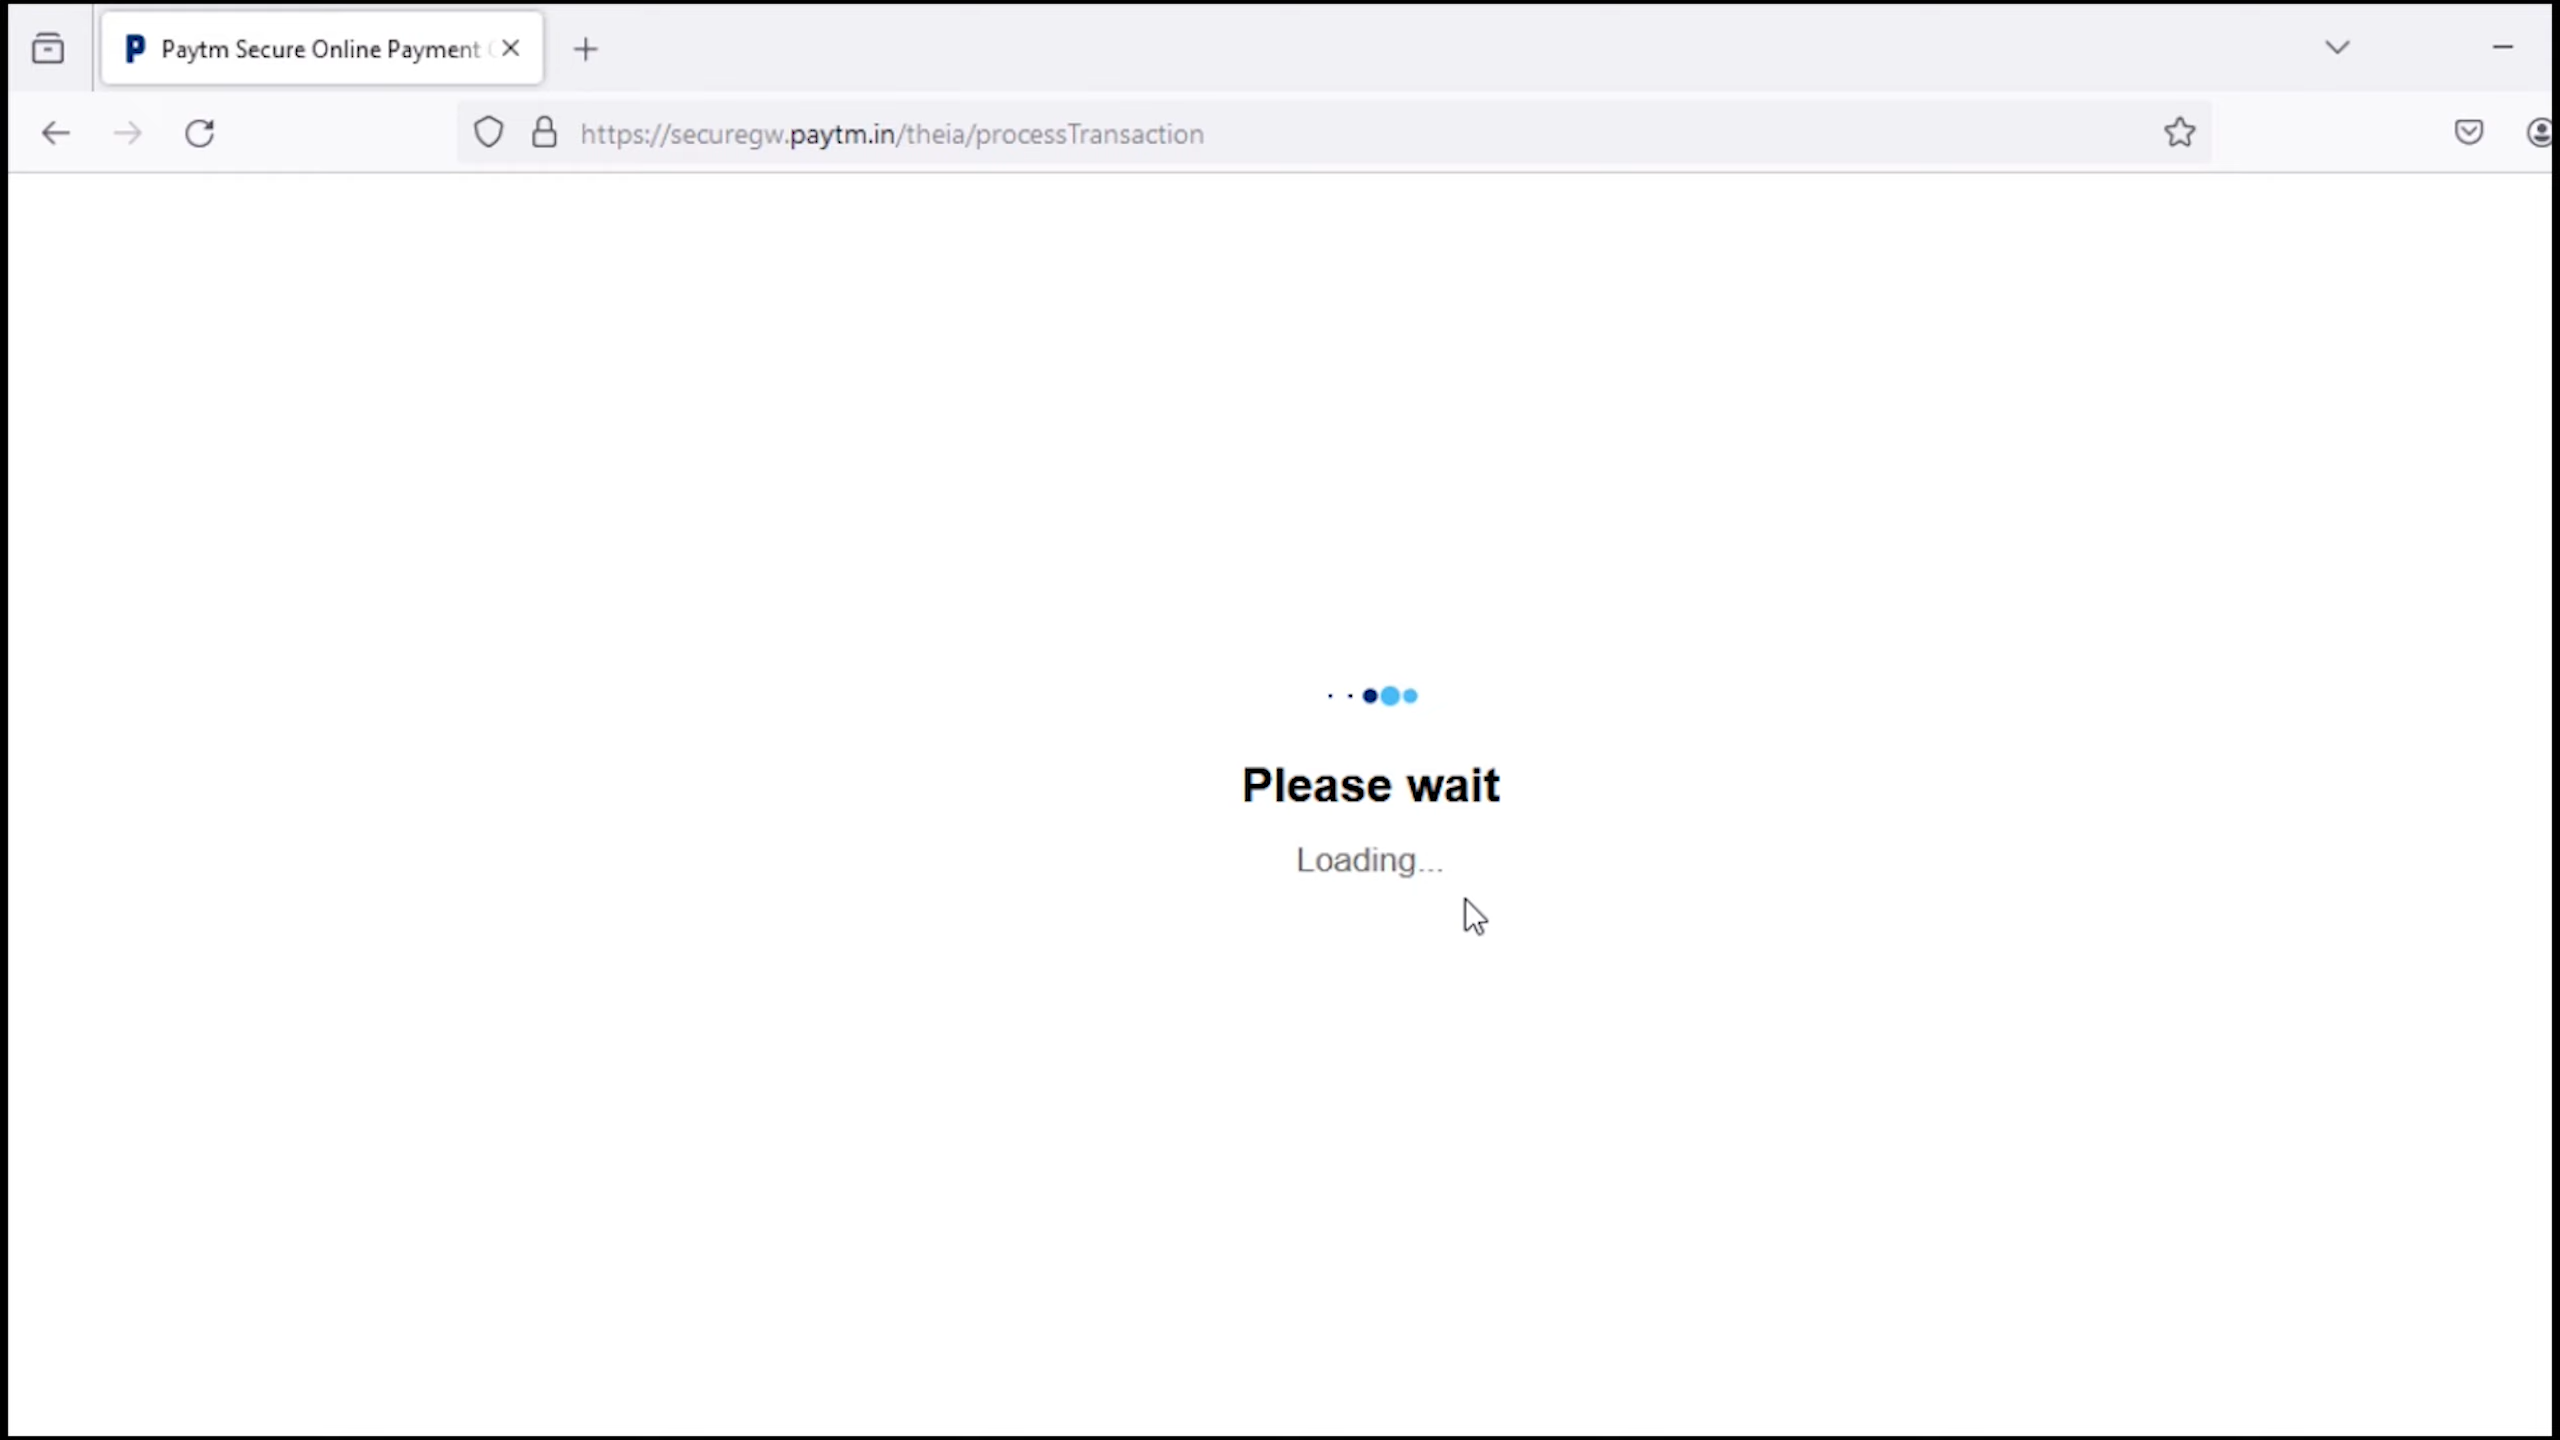 Paytm Secure Online Payment
https://securegw.paytm.in/theia/processTransaction
Please wait
Loading...